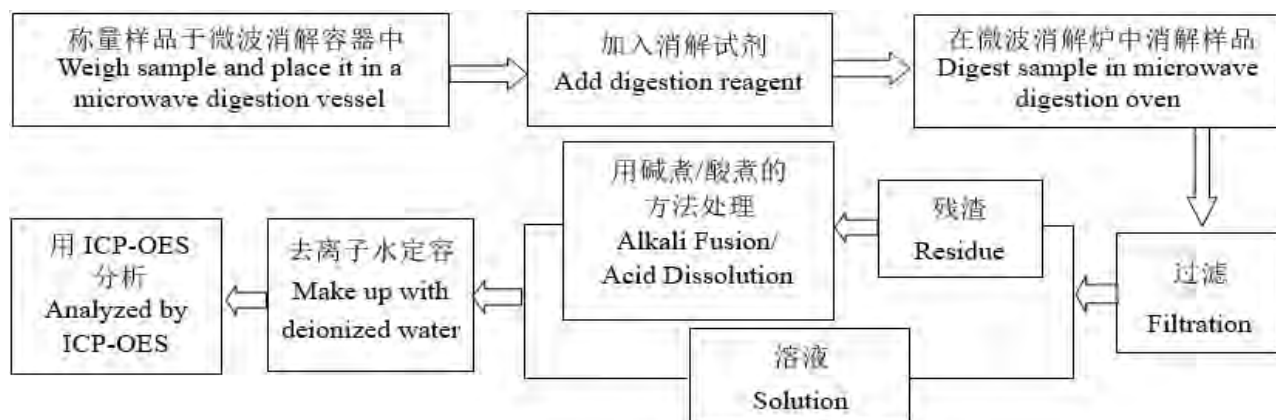 称量样品于微波消解容器中
Weigh sample and place it in a
microwave digestion vessel
加入消解试剂
Add digestion reagent
在微波消解炉中消解样品
Digest sample in microwave
digestion oven
过滤
Filtration
残渣
Residue
用碱煮/酸煮的
方法处理
Alkali Fusion/
Acid Dissolution
溶液
Solution
去离子水定容
Make up with
deionized water
用 ICP-OES
分析
Analyzed by
ICP-OES